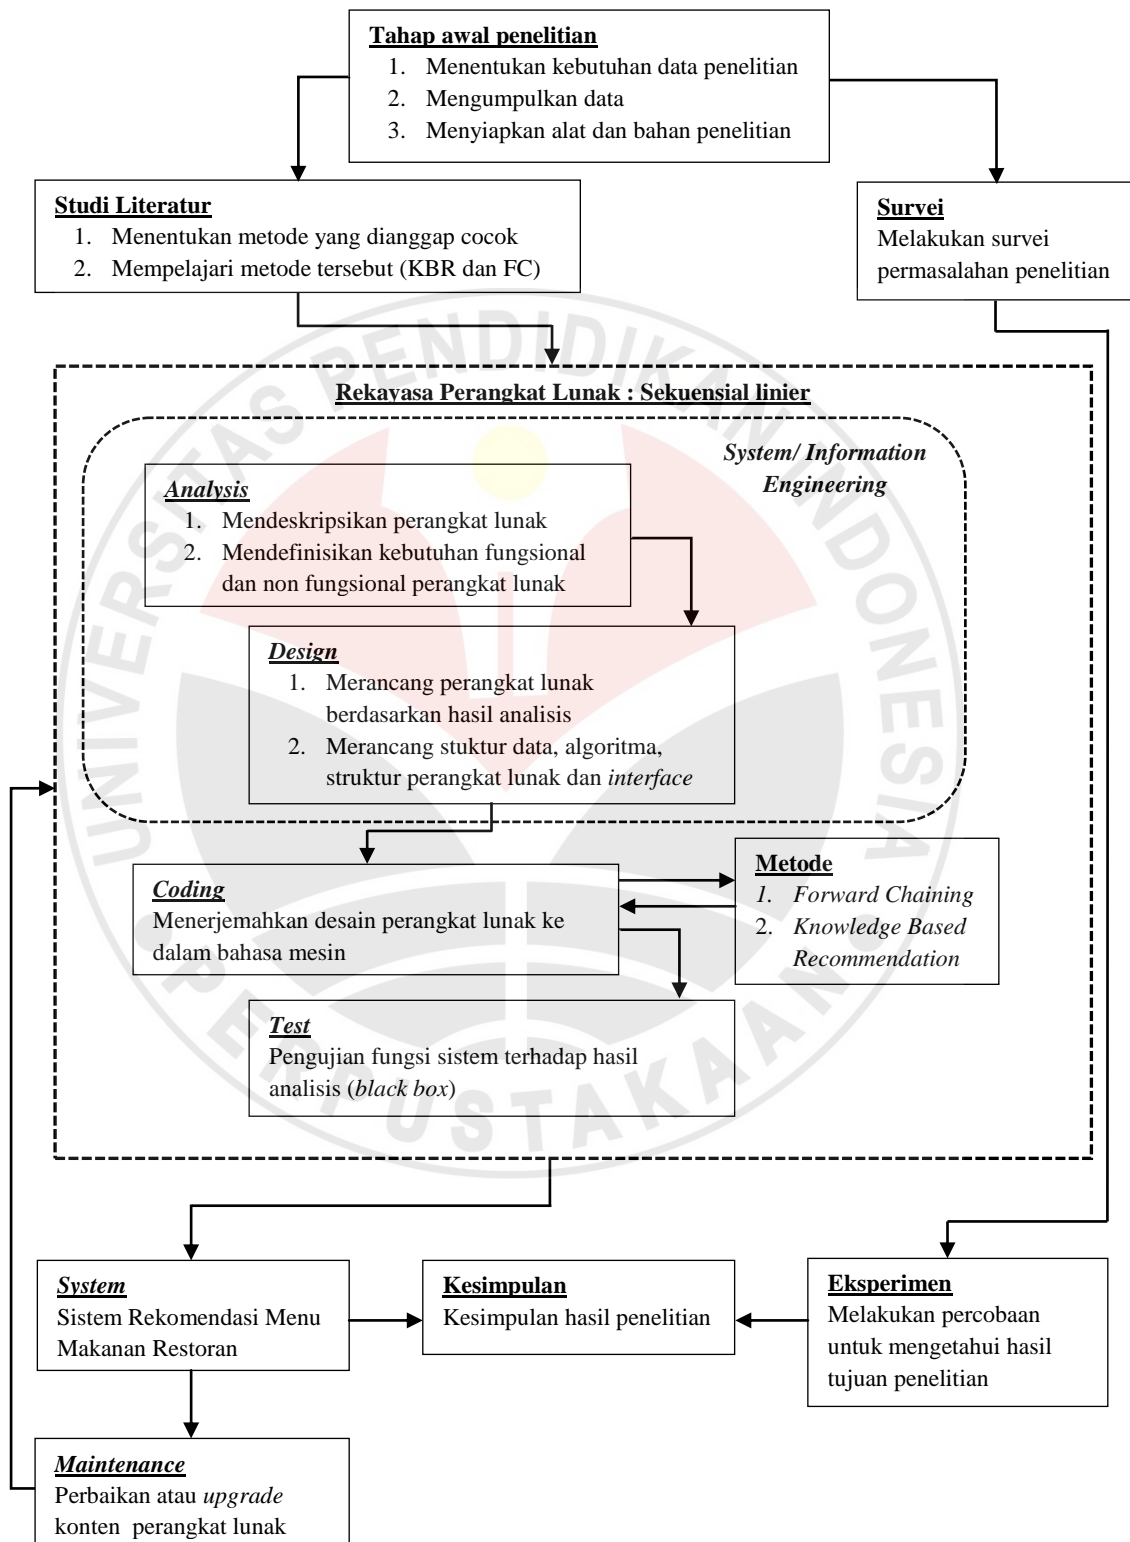 Tahap awal penelitian
1. Menentukan kebutuhan data penelitian
2. Mengumpulkan data
3. Menyiapkan alat dan bahan penelitian
Studi Literatur
1. Menentukan metode yang dianggap cocok
2. Mempelajari metode tersebut (KBR dan FC)
Survei
Melakukan survei
permasalahan penelitian
Rekayasa Perangkat Lunak : Sekuensial linier
System/ Information
Engineering
Analysis
1. Mendeskripsikan perangkat lunak
2. Mendefinisikan kebutuhan fungsional
dan non fungsional perangkat lunak
Design
1. Merancang perangkat lunak
berdasarkan hasil analisis
2. Merancang stuktur data, algoritma,
struktur perangkat lunak dan interface
Coding
Menerjemahkan desain perangkat lunak ke
dalam bahasa mesin
Metode
1. Forward Chaining
2. Knowledge Based
Recommendation
Test
Pengujian fungsi sistem terhadap hasil
analisis (black box)
System
Sistem Rekomendasi Menu
Makanan Restoran
Kesimpulan
Kesimpulan hasil penelitian
Eksperimen
Melakukan percobaan
untuk mengetahui hasil
tujuan penelitian
Maintenance
Perbaikan atau upgrade
konten perangkat lunak
UNIVERSITAS PENDIDIKAN INDONESIA
PERPUSTAKAAN